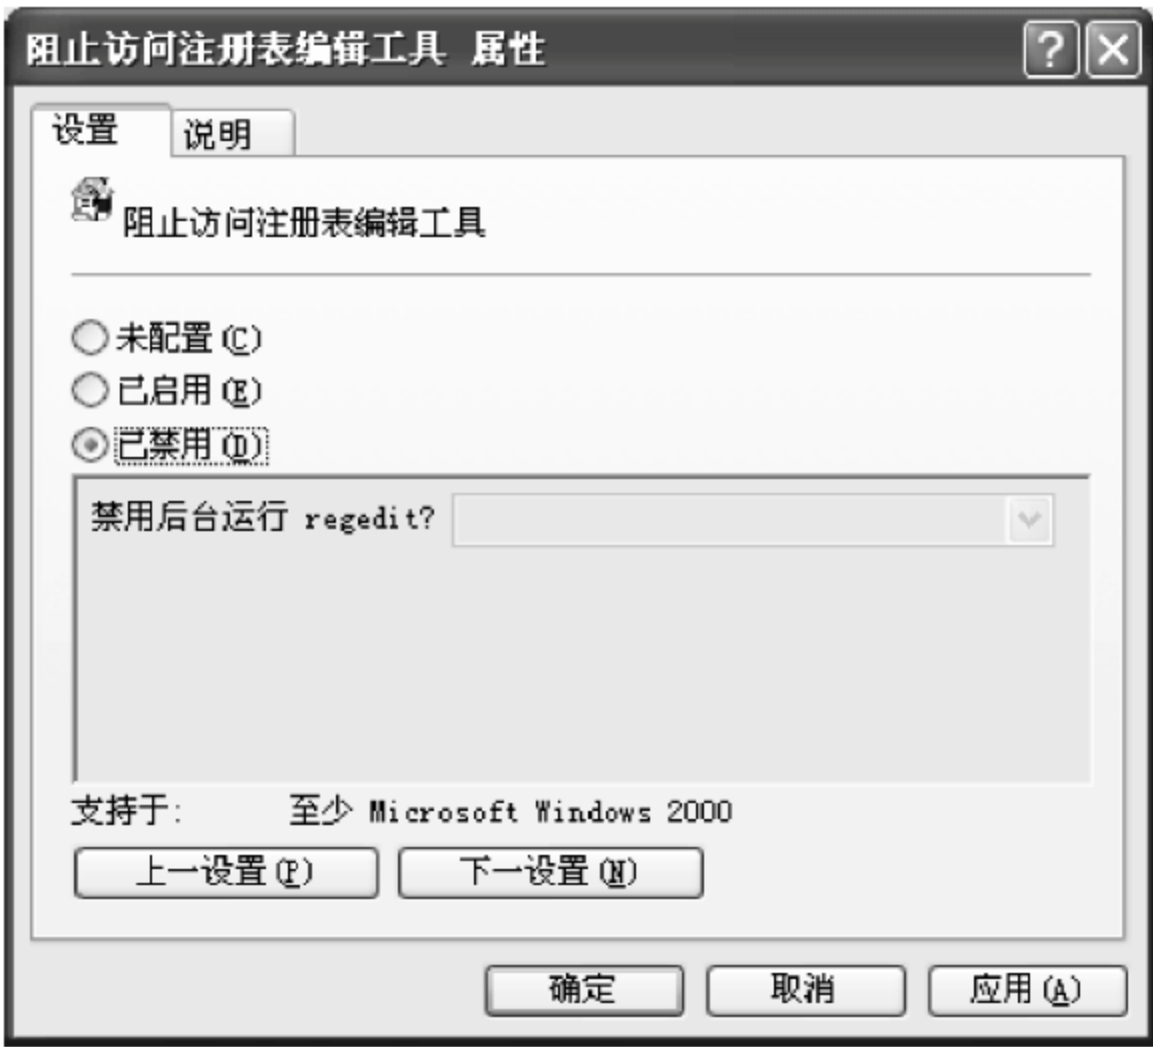 阻止访问注册表编辑工具 属性
设置 说明
阻止访问注册表编辑工具
未配置(C)
已启用(E)
已禁用(D)
禁用后台运行 regedit?
支持于: 至少 Microsoft Windows 2000
上一设置(P) 下一设置(N)
确定 取消 应用(A)